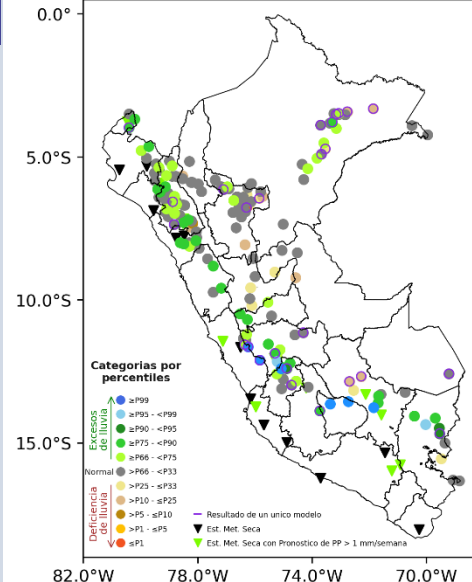 0.0°
5.0°S
10.0°S
15.0°S
82.0°W
78.0°W
74.0°W
70.0°W
Categorias por
percentiles
Excesos
de lluvia
≥P99
≥P95 - <P99
≥P90 - <P95
≥P75 - <P90
≥P66 - <P75
Normal
>P66 - <P33
Deficiencia
de lluvia
>P25 - ≤P33
>P10 - ≤P25
>P5 - ≤P10
>P1 - ≤P5
≤P1
Resultado de un unico modelo
Est. Met. Seca
Est. Met. Seca con Pronostico de PP > 1 mm/semana